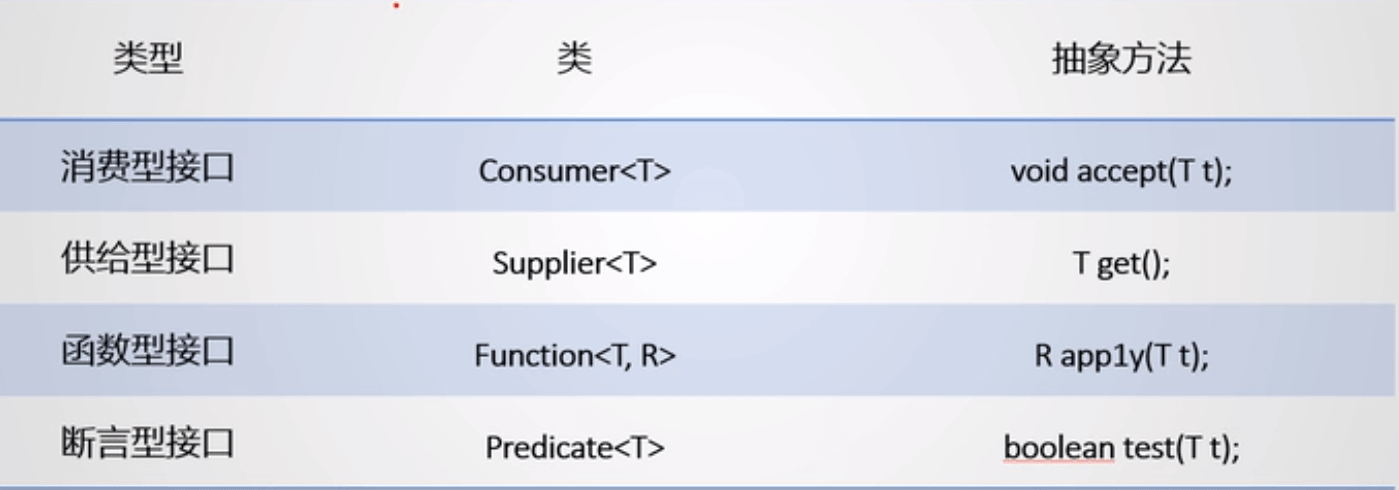 类型 类 抽象方法
消费型接口 Consumer<T> void accept(T t);
供给型接口 Supplier<T> T get();
函数型接口 Function<T, R> R app1y(T t);
断言型接口 Predicate<T> boolean test(T t);